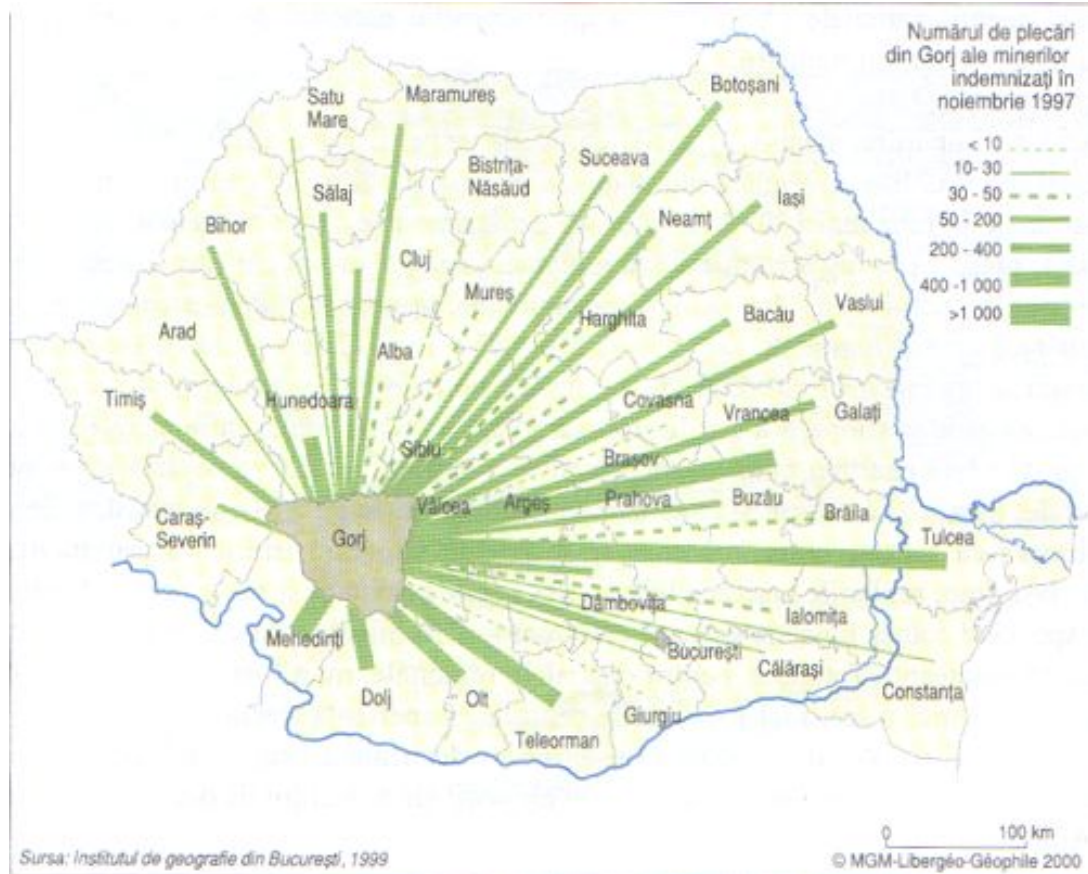 Numărul de plecări
din Gorj ale minerilor
indemnizați în
noiembrie 1997
< 10
10- 30
30 - 50
50 - 200
200 - 400
400 -1 000
>1 000
Satu
Mare
Maramureș
Botoșani
Bistrița-
Năsăud
Suceava
Sălaj
Iași
Neamț
Bihor
Cluj
Mureș
Vaslui
Bacău
Harghita
Arad
Alba
Timiș
Hunedoara
Covasna
Vrancea
Galați
Sibiu
Brașov
Vâlcea
Argeș
Prahova
Buzău
Brăila
Caraș-
Severin
Gorj
Tulcea
Dâmbovița
Ialomița
Mehedinți
București
Călărași
Constanța
Dolj
Olt
Giurgiu
Teleorman
0 100 km
Sursa: Institutul de geografie din București, 1999
© MGM-Libergéo-Géophile 2000